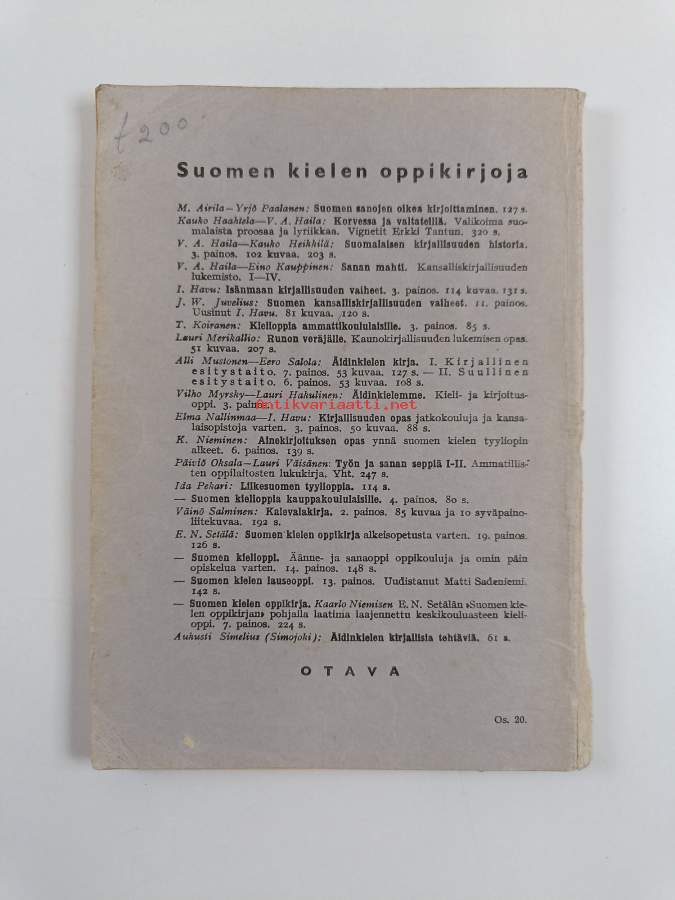 £ 200
Suomen kielen oppikirjoja
M. Airila—Yrjö Paalanen: Suomen sanojen oikea kirjoittaminen. 127 s.
Kauko Haahtela—V. A. Haila: Korvessa ja valtateillä. Valikoima suo-
malaista proosaa ja lyriikkaa. Vignetit Erkki Tantun. 320 s.
V. A. Haila—Kauko Heikkilä: Suomalaisen kirjallisuuden historia.
3. painos. 102 kuvaa. 203 s.
V. A. Haila—Eino Kauppinen: Sanan mahti. Kansalliskirjallisuuden
lukemisto. I—IV.
I. Havu: Isänmaan kirjallisuuden vaiheet. 3. painos. 114 kuvaa. 131 s.
J. W. Juvelius: Suomen kansalliskirjallisuuden vaiheet. 11. painos.
Uusinut I. Havu. 81 kuvaa. 120 s.
T. Koiranen: Kielioppia ammattikoululaisille. 3. painos. 85 s.
Lauri Merikallio: Runon veräjälle. Kaunokirjallisuuden lukemisen opas.
51 kuvaa. 207 s.
Alli Mustonen—Eero Salola: Äidinkielen kirja. I. Kirjallinen
esitystaito. 7. painos. 53 kuvaa. 127 s. — II. Suullinen
esitystaito. 6. painos. 53 kuvaa. 108 s.
Vilho Myrsky—Lauri Hakulinen: Äidinkielemme. Kieli- ja kirjoitus-
oppi. 3. painos.
antikvariaatti.net
Elma Nallinmaa—I. Havu: Kirjallisuuden opas jatkokouluja ja kansa-
laisopistoja varten. 3. painos. 50 kuvaa. 88 s.
K. Nieminen: Ainekirjoituksen opas ynnä suomen kielen tyyliopin
alkeet. 6. painos. 139 s.
Päiviö Oksala—Lauri Väisänen: Työn ja sanan seppiä I-II. Ammatillis-
ten oppilaitosten lukukirja. Yht. 247 s.
Ida Pekari: Liikesuomen tyylioppia. 114 s.
— Suomen kielioppia kauppakoululaisille. 4. painos. 80 s.
Väinö Salminen: Kalevalakirja. 2. painos. 85 kuvaa ja 10 syväpaino-
liitekuvaa. 192 s.
E. N. Setälä: Suomen kielen oppikirja alkeisopetusta varten. 19. painos.
126 s.
— Suomen kielioppi. Äänne- ja sanaoppi oppikouluja ja omin päin
opiskelua varten. 14. painos. 148 s.
— Suomen kielen lauseoppi. 13. painos. Uudistanut Matti Sadeniemi.
142 s.
— Suomen kielen oppikirja. Kaarlo Niemisen E. N. Setälän »Suomen kie-
len oppikirjan» pohjalla laatima laajennettu keskikouluasteen kieli-
oppi. 7. painos. 224 s.
Aukusti Simelius (Simojoki): Äidinkielen kirjallisia tehtäviä. 61 s.
OTAVA
Os. 20.